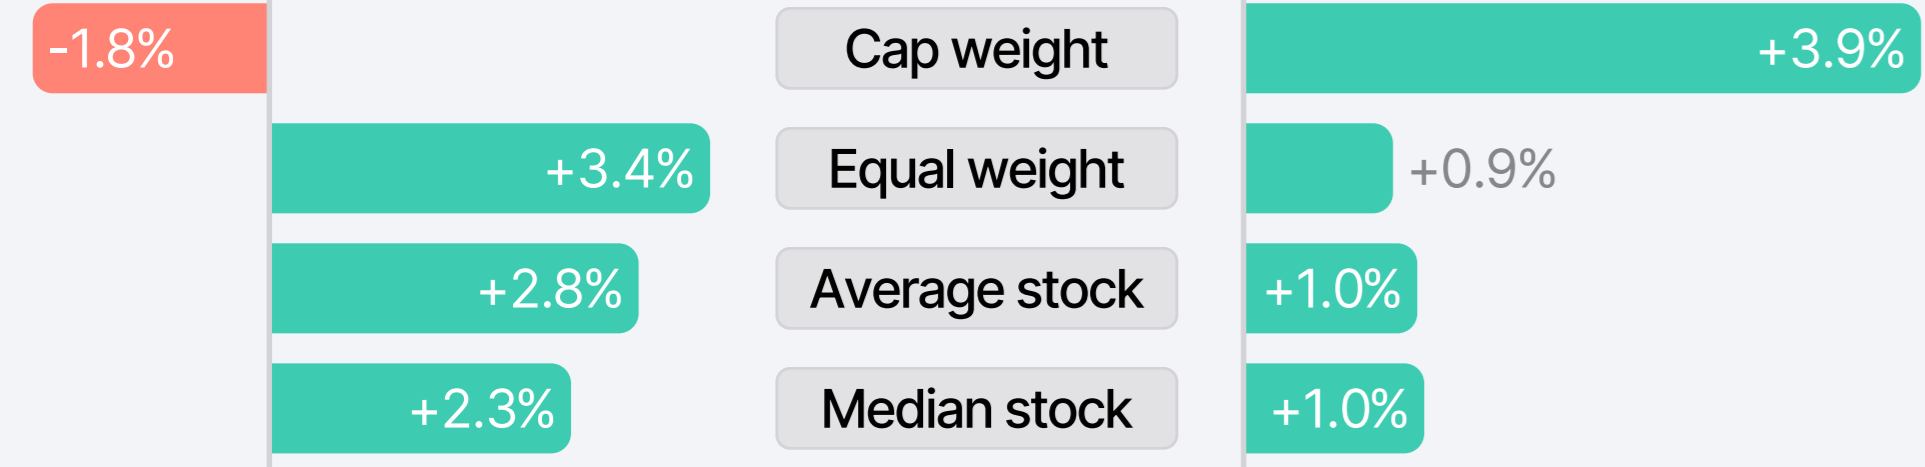 -1.8% Cap weight +3.9%
+3.4% Equal weight +0.9%
+2.8% Average stock +1.0%
+2.3% Median stock +1.0%